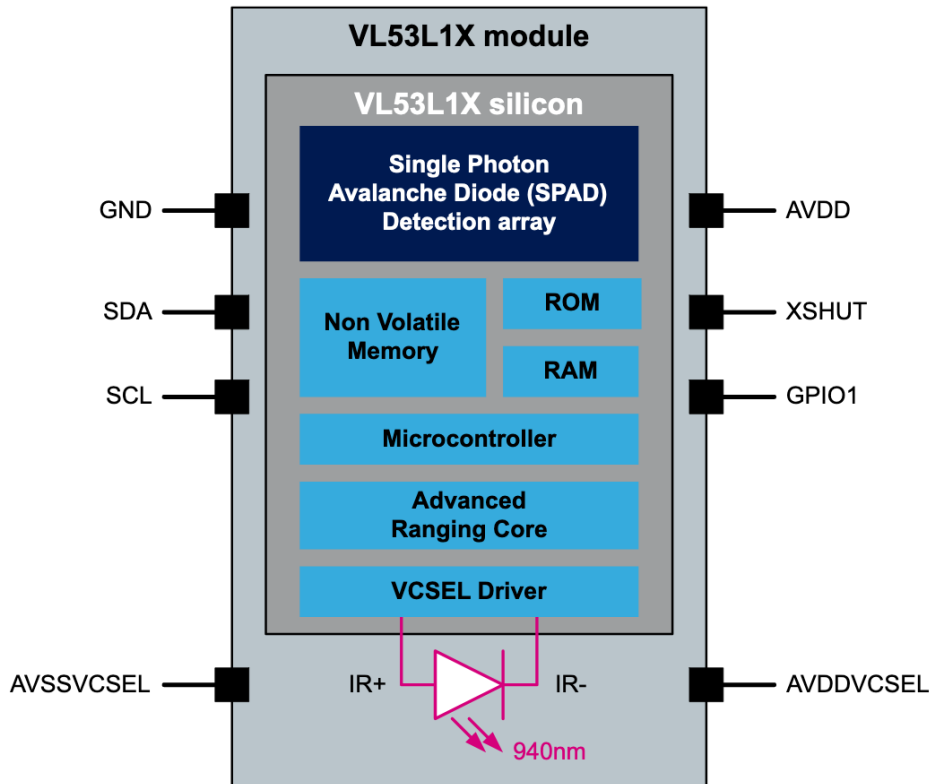 VL53L1X module
VL53L1X silicon
Single Photon
Avalanche Diode (SPAD)
Detection array
GND
AVDD
SDA
Non Volatile
Memory
ROM
XSHUT
RAM
SCL
GPIO1
Microcontroller
Advanced
Ranging Core
VCSEL Driver
AVSSVCSEL
IR+
IR-
AVDDVCSEL
940nm